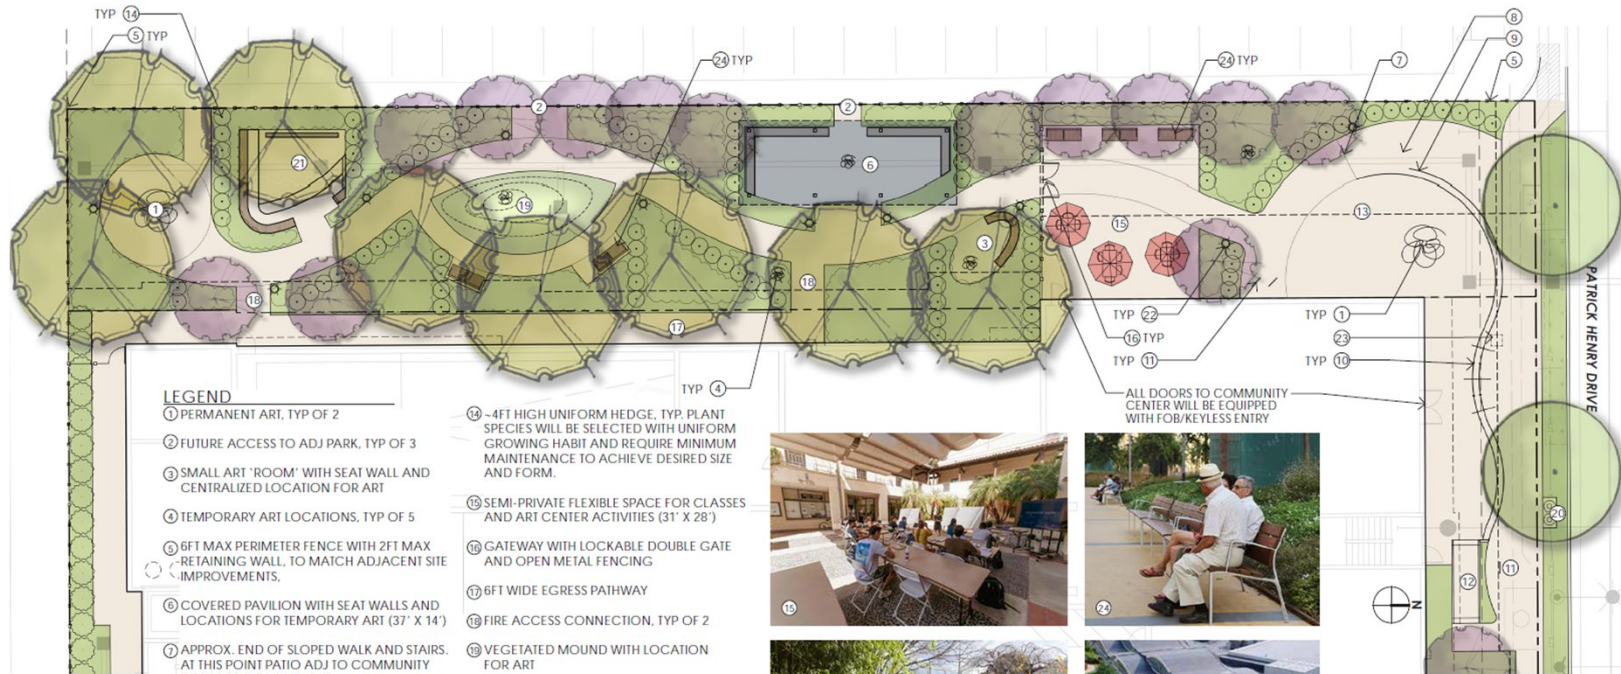 TYP 14
5 TYP
24 TYP
24 TYP
8
9
7
5
2
2
21
6
1
19
3
15
13
18
18
17
TYP 22
16 TYP
TYP 11
TYP 1
23
TYP 10
TYP 4
PATRICK HENRY DRIVE
ALL DOORS TO COMMUNITY
CENTER WILL BE EQUIPPED
WITH FOB/KEYLESS ENTRY
20
12
11
N
LEGEND
1 PERMANENT ART, TYP OF 2
2 FUTURE ACCESS TO ADJ PARK, TYP OF 3
3 SMALL ART 'ROOM' WITH SEAT WALL AND
CENTRALIZED LOCATION FOR ART
4 TEMPORARY ART LOCATIONS, TYP OF 5
5 6FT MAX PERIMETER FENCE WITH 2FT MAX
RETAINING WALL, TO MATCH ADJACENT SITE
IMPROVEMENTS,
6 COVERED PAVILION WITH SEAT WALLS AND
LOCATIONS FOR TEMPORARY ART (37' X 14')
7 APPROX. END OF SLOPED WALK AND STAIRS.
AT THIS POINT PATIO ADJ TO COMMUNITY
14 ~4FT HIGH UNIFORM HEDGE, TYP. PLANT
SPECIES WILL BE SELECTED WITH UNIFORM
GROWING HABIT AND REQUIRE MINIMUM
MAINTENANCE TO ACHIEVE DESIRED SIZE
AND FORM.
15 SEMI-PRIVATE FLEXIBLE SPACE FOR CLASSES
AND ART CENTER ACTIVITIES (31' X 28')
16 GATEWAY WITH LOCKABLE DOUBLE GATE
AND OPEN METAL FENCING
17 6FT WIDE EGRESS PATHWAY
18 FIRE ACCESS CONNECTION, TYP OF 2
19 VEGETATED MOUND WITH LOCATION
FOR ART
15
24